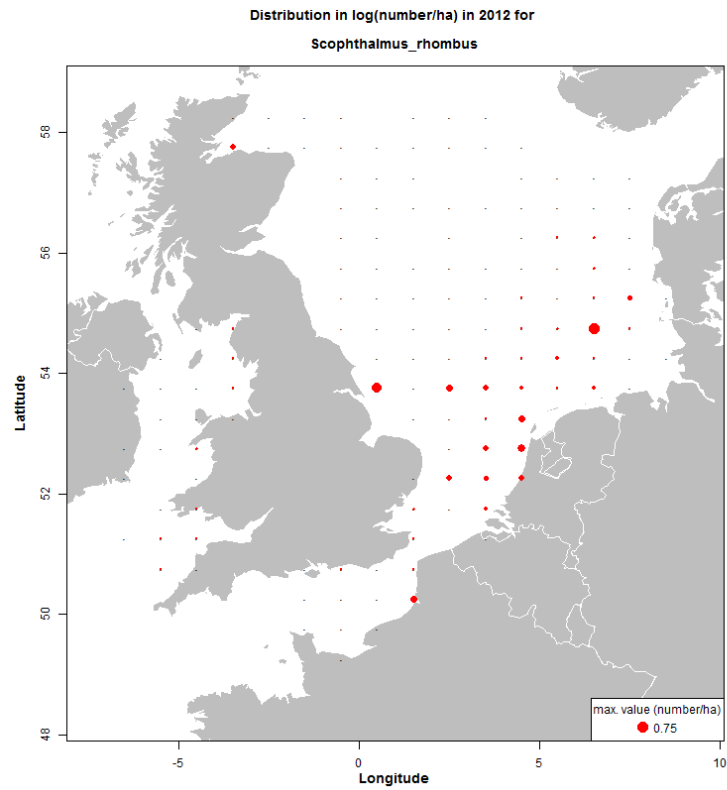 Distribution in log(number/ha) in 2012 for
Scophthalmus_rhombus
58
56
54
52
50
48
Latitude
-5
0
5
10
Longitude
max. value (number/ha)
0.75